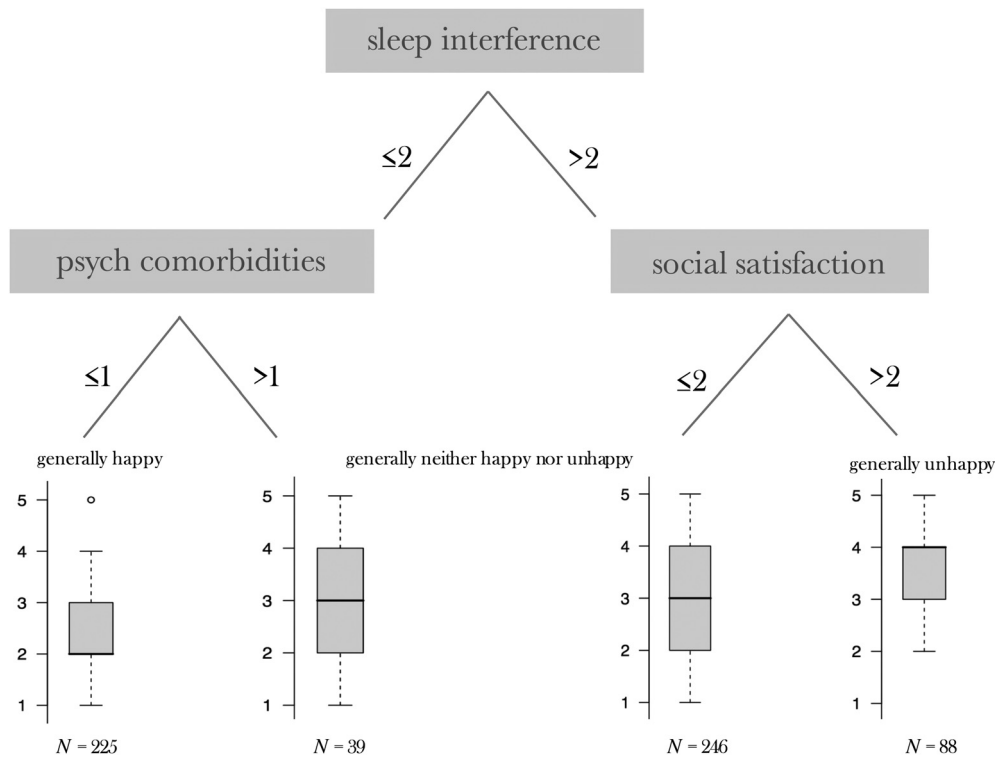 sleep interference
≤2 >2
psych comorbidities
social satisfaction
≤1 >1
≤2 >2
generally happy
generally neither happy nor unhappy
generally unhappy
5 4 3 2 1
5 4 3 2 1
5 4 3 2 1
5 4 3 2 1
N = 225
N = 39
N = 246
N = 88